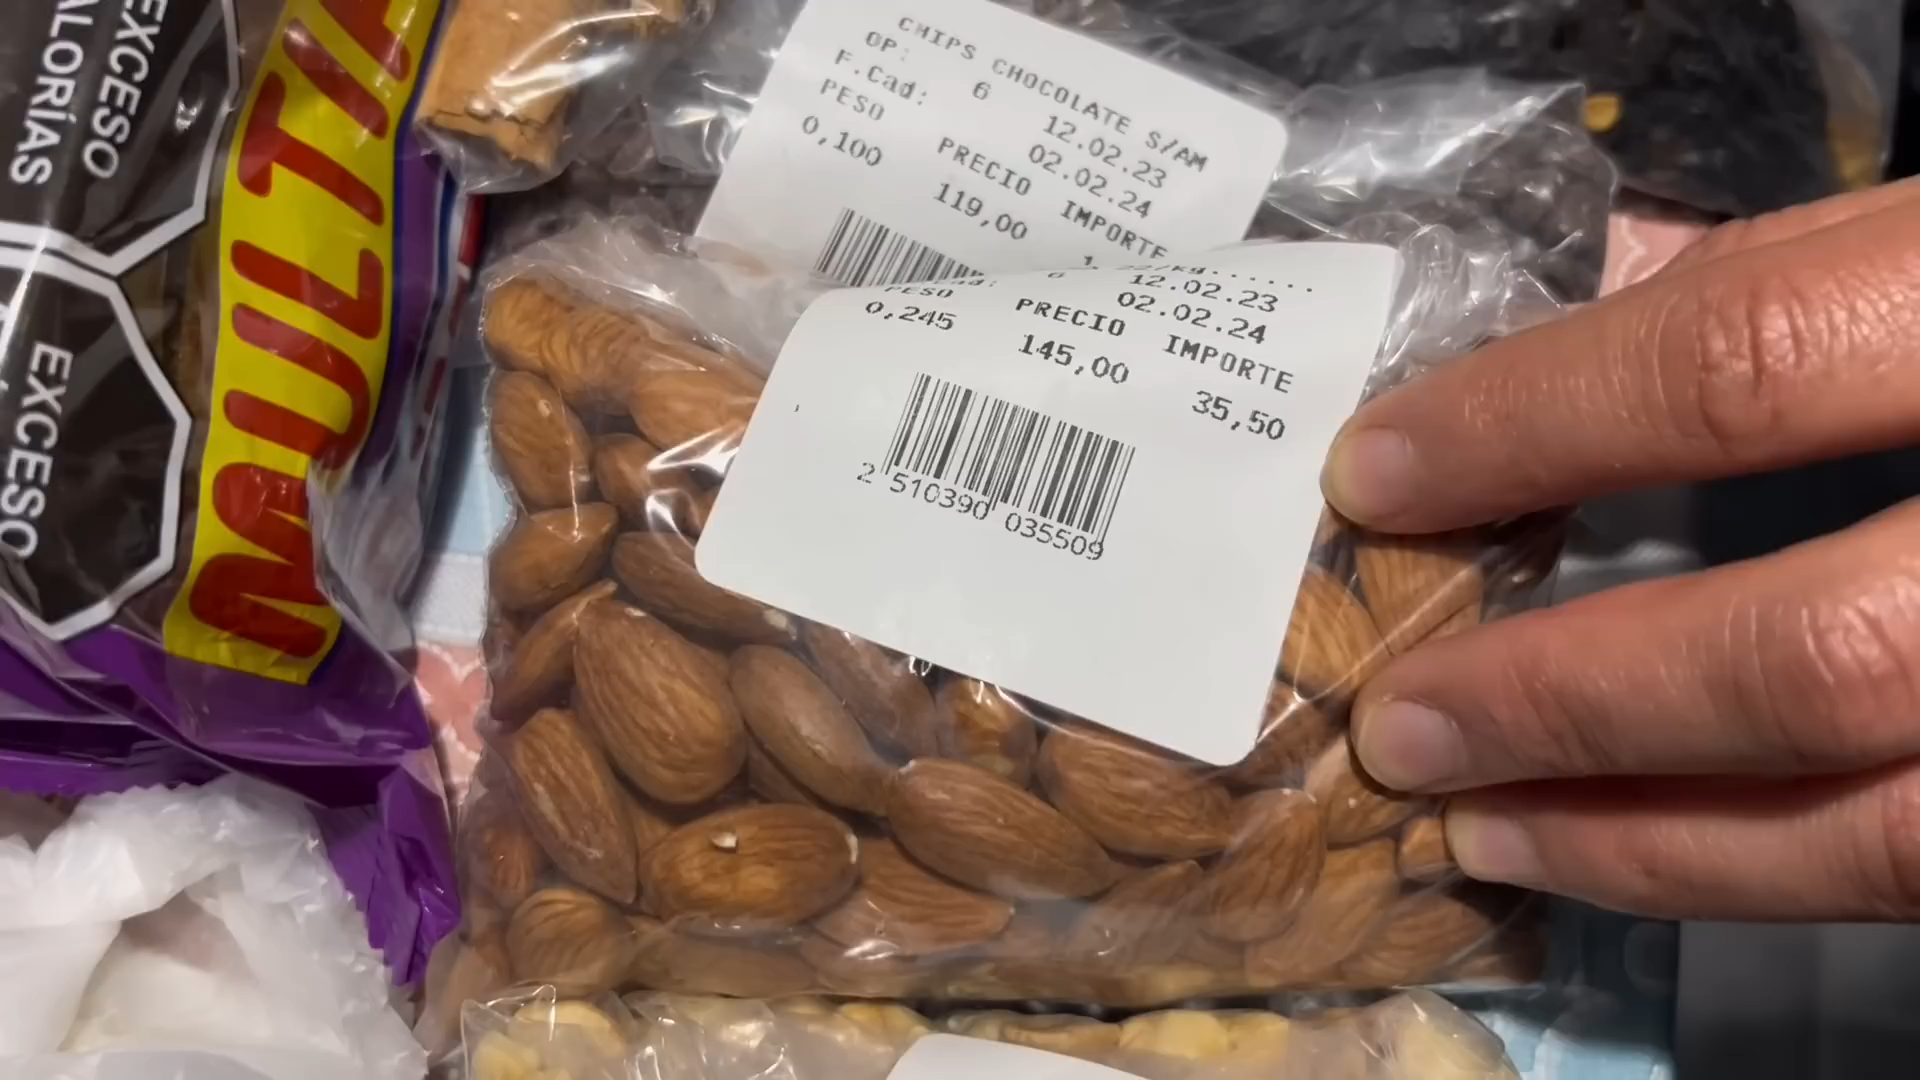 EXCESO
CALORÍAS
EXCESO
CHIPS CHOCOLATE S/AM
OP: 6 12.02.23
F.Cad: 02.02.24
PESO PRECIO IMPORTE
0,100 119,00
6 12.02.23
02.02.24
PESO PRECIO IMPORTE
0,245 145,00 35,50
2 510390 035509